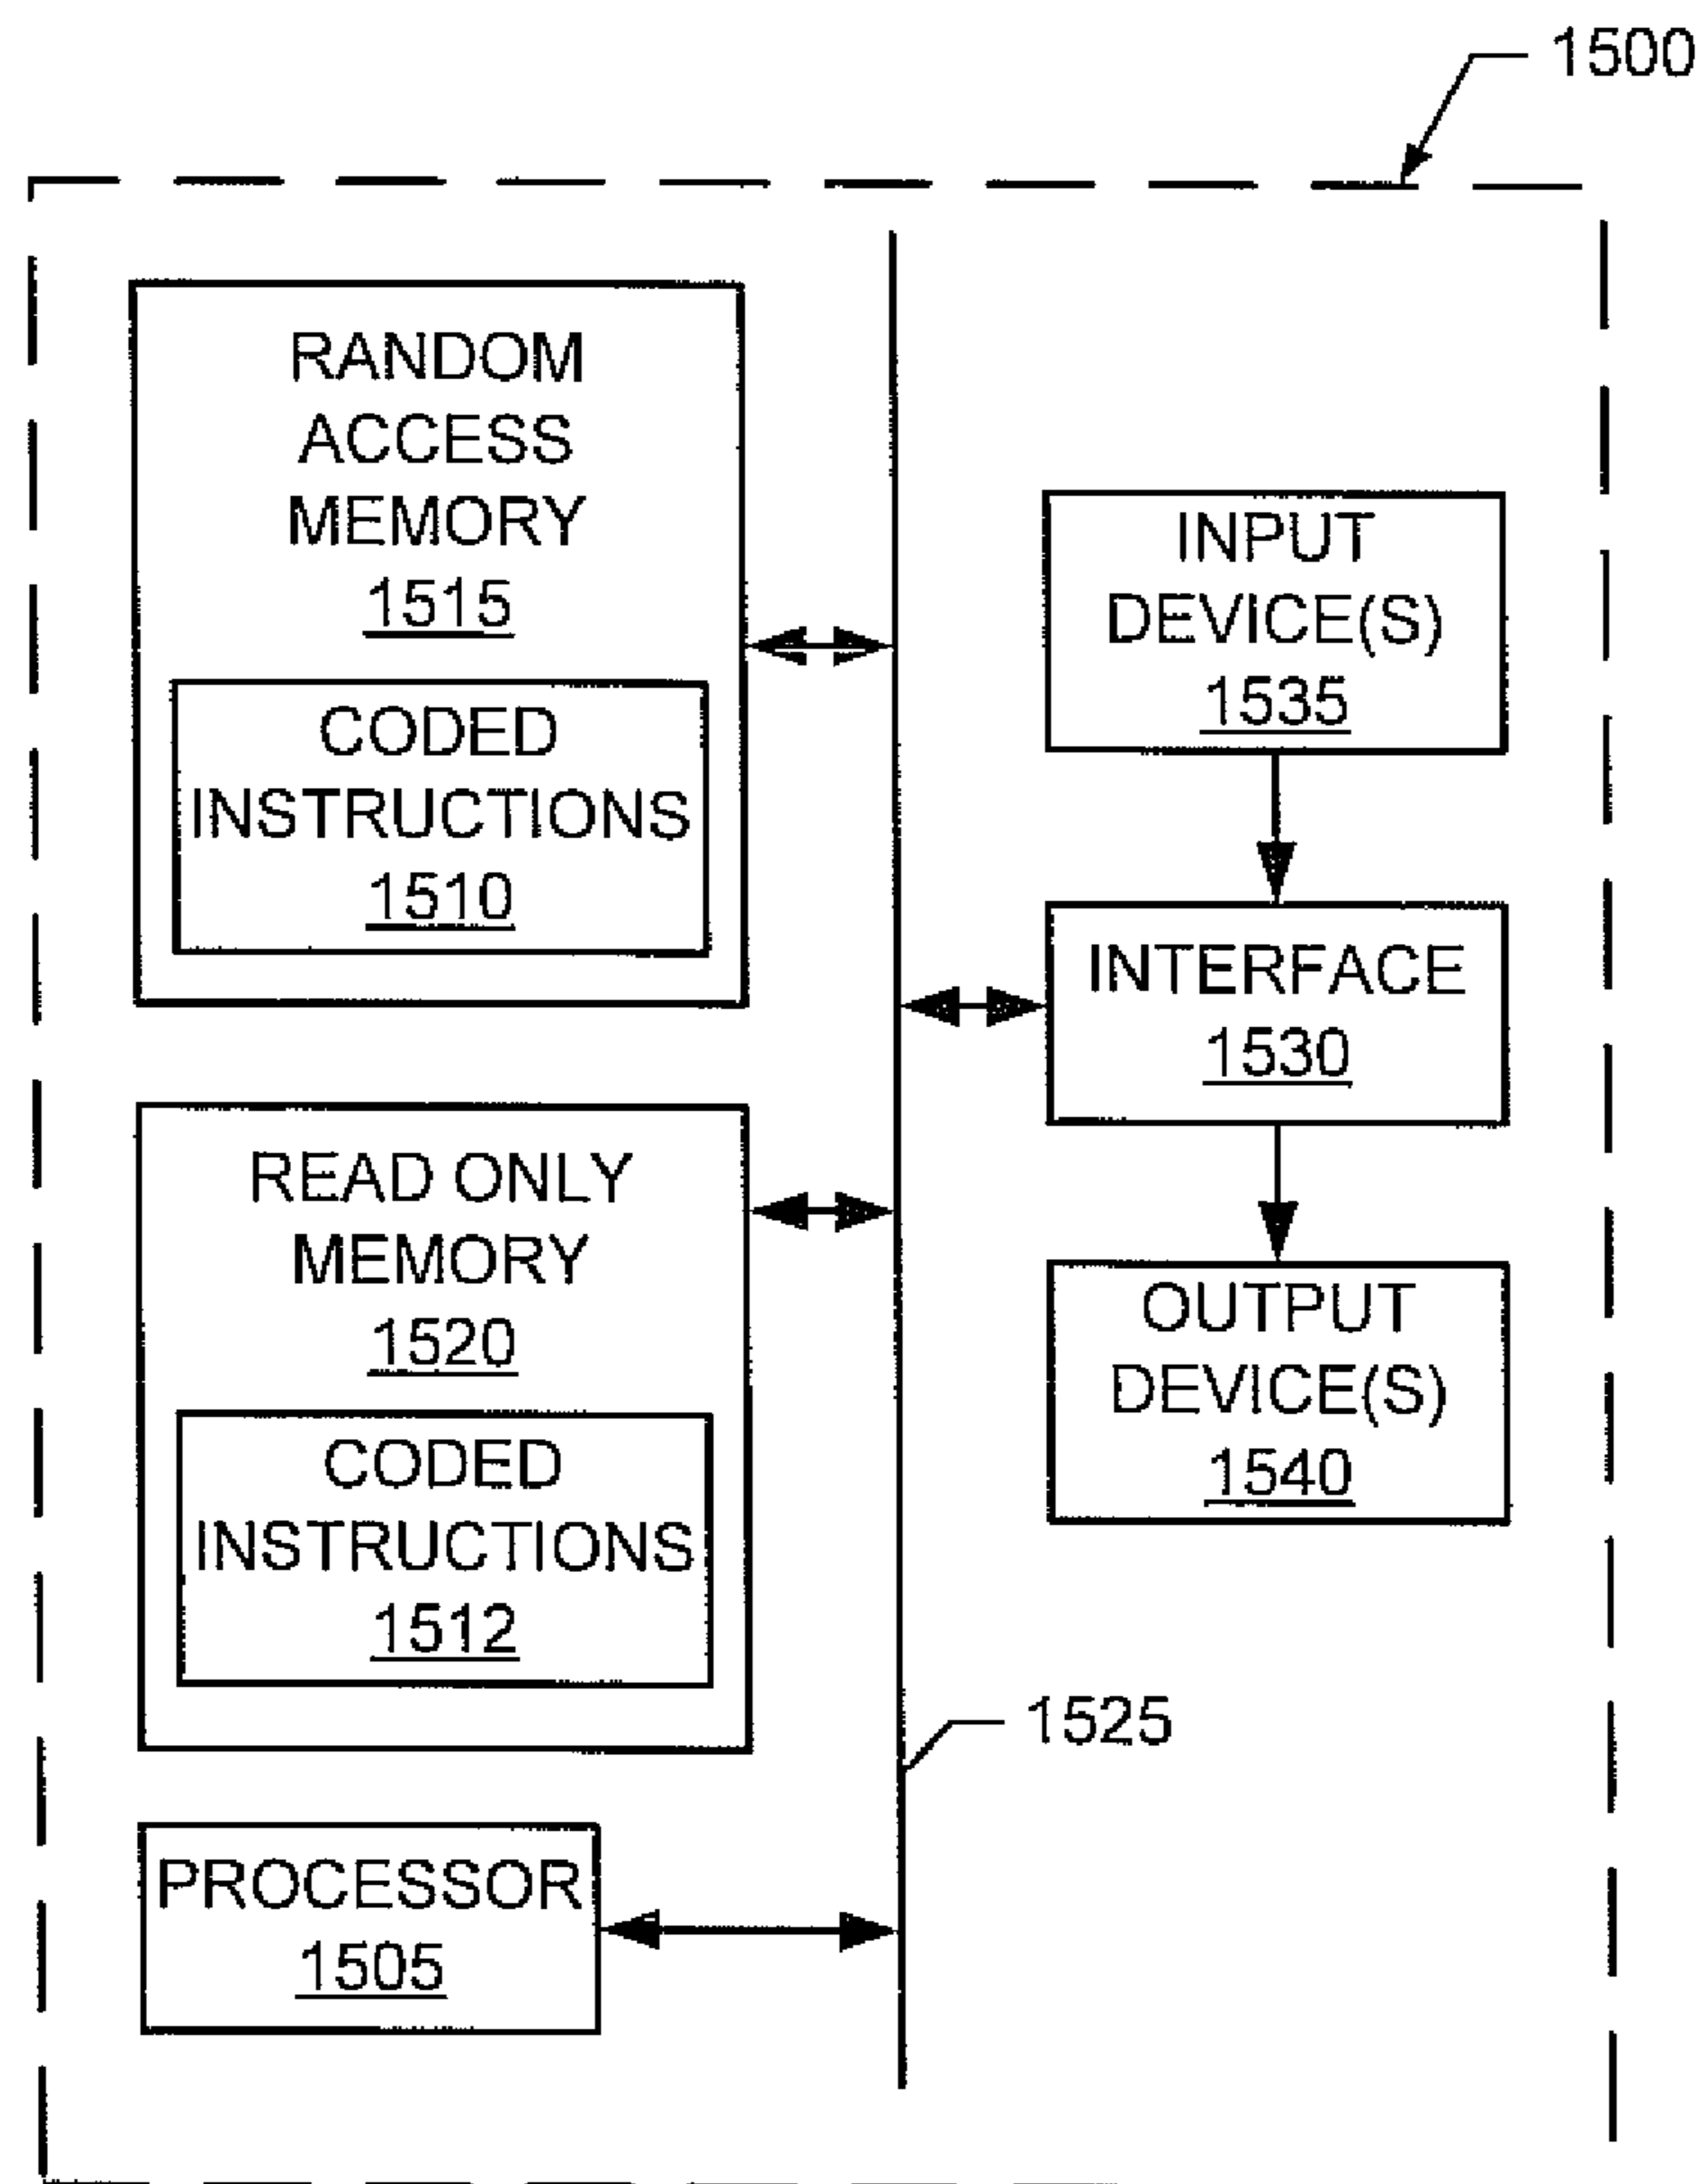 1500
RANDOM
ACCESS
MEMORY
1515
CODED
INSTRUCTIONS
1510
READ ONLY
MEMORY
1520
CODED
INSTRUCTIONS
1512
PROCESSOR
1505
INPUT
DEVICE(S)
1535
INTERFACE
1530
OUTPUT
DEVICE(S)
1540
1525